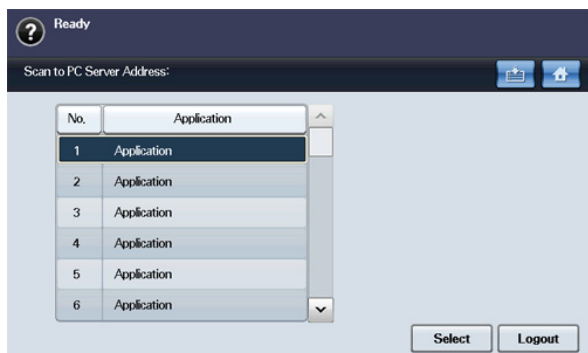 ?
Ready
Scan to PC Server Address:
No. Application
1 Application
2 Application
3 Application
4 Application
5 Application
6 Application
Select Logout